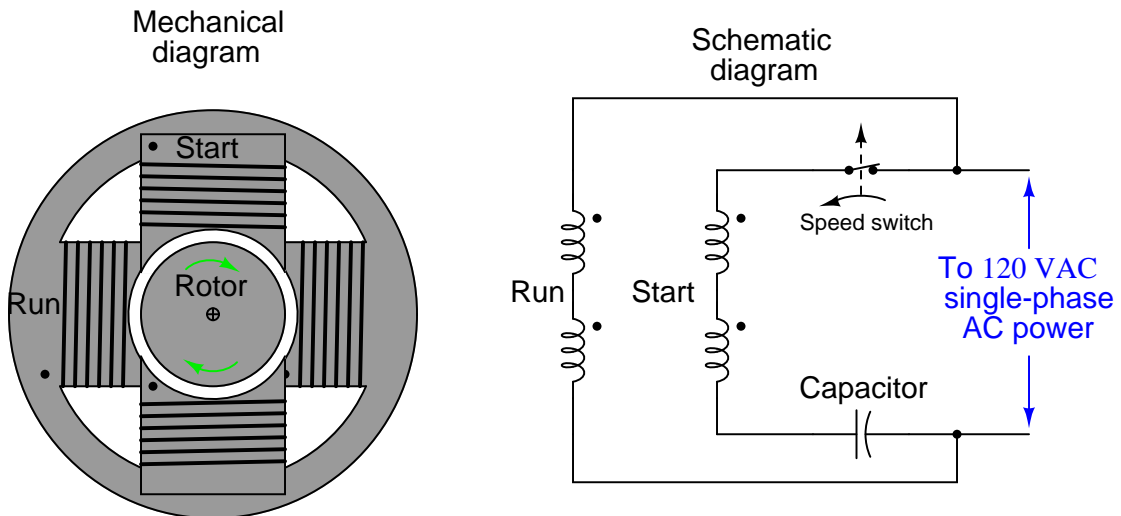 Mechanical
diagram
Start
Run
Rotor
Schematic
diagram
Speed switch
Run
Start
To 120 VAC
single-phase
AC power
Capacitor